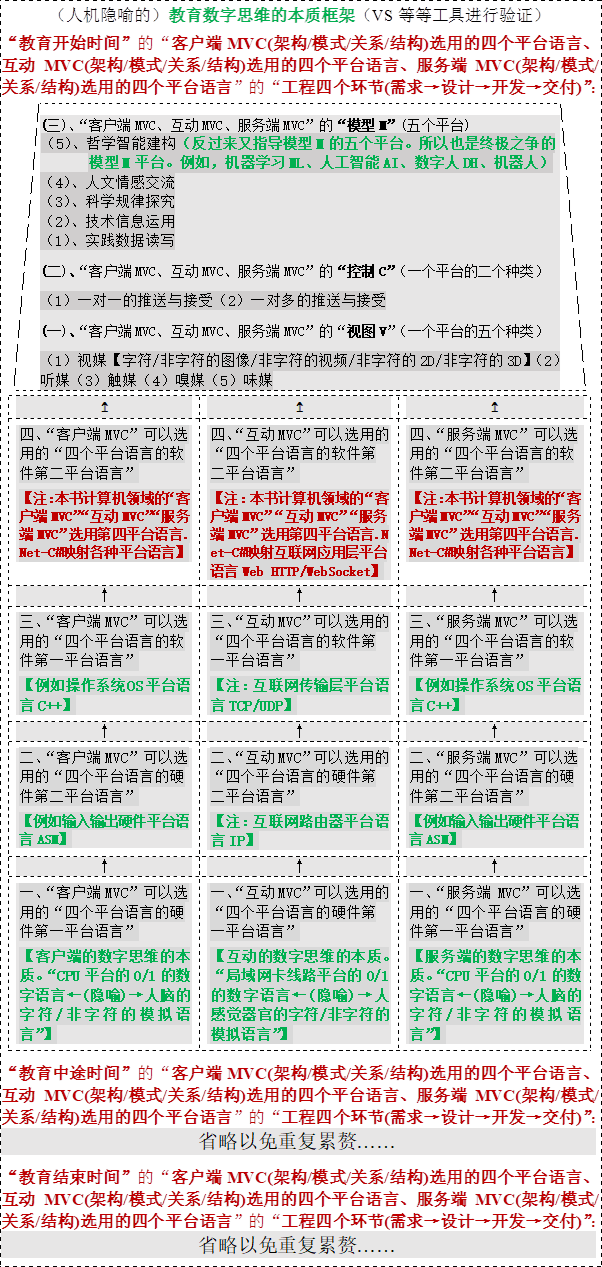 （人机隐喻的）教育数字思维的本质框架（VS 等等工具进行验证）
“教育开始时间”的“客户端 MVC(架构/模式/关系/结构)选用的四个平台语言、
互动 MVC(架构/模式/关系/结构)选用的四个平台语言、服务端 MVC(架构/模式/
关系/结构)选用的四个平台语言”的“工程四个环节(需求→设计→开发→交付)”：
(三)、“客户端 MVC、互动 MVC、服务端 MVC”的“模型 M”(五个平台)
（5）、哲学智能建构（反过来又指导模型 M 的五个平台。所以也是终极之争的
模型 M 平台。例如，机器学习 ML、人工智能 AI、数字人 DH、机器人）
（4）、人文情感交流
（3）、科学规律探究
（2）、技术信息运用
（1）、实践数据读写
(二)、“客户端 MVC、互动 MVC、服务端 MVC”的“控制 C”（一个平台的二个种类）
（1）一对一的推送与接受（2）一对多的推送与接受
(一)、“客户端 MVC、互动 MVC、服务端 MVC”的“视图 V”（一个平台的五个种类）
（1）视媒【字符/非字符的图像/非字符的视频/非字符的 2D/非字符的 3D】（2）
听媒（3）触媒（4）嗅媒（5）味媒
↑ ↑ ↑
四、“客户端 MVC”可以选
用的“四个平台语言的软
件第二平台语言”
【注：本书计算机领域的“客
户端 MVC”“互动 MVC”“服务
端 MVC”选用第四平台语言.
Net-C#映射各种平台语言】
四、“互动 MVC”可以选用的
“四个平台语言的软件第
二平台语言”
【注：本书计算机领域的“客
户端 MVC”“互动 MVC”“服务
端 MVC”选用第四平台语言.N
et-C#映射互联网应用层平台
语言 Web HTTP/WebSocket】
四、“服务端 MVC”可以选
用的“四个平台语言的软
件第二平台语言”
【注：本书计算机领域的“客
户端 MVC”“互动 MVC”“服务
端 MVC”选用第四平台语言.
Net-C#映射各种平台语言】
↑ ↑ ↑
三、“客户端 MVC”可以选
用的“四个平台语言的软
件第一平台语言”
【例如操作系统OS 平台语
言 C++】
三、“互动 MVC”可以选用的
“四个平台语言的软件第
一平台语言”
【注：互联网传输层平台语
言 TCP/UDP】
三、“服务端 MVC”可以选
用的“四个平台语言的软
件第一平台语言”
【例如操作系统OS 平台语
言 C++】
↑ ↑ ↑
二、“客户端 MVC”可以选
用的“四个平台语言的硬
件第二平台语言”
【例如输入输出硬件平台语
言 ASM】
二、“互动 MVC”可以选用的
“四个平台语言的硬件第
二平台语言”
【注：互联网路由器平台语
言 IP】
二、“服务端 MVC”可以选
用的“四个平台语言的硬
件第二平台语言”
【例如输入输出硬件平台语
言 ASM】
↑ ↑ ↑
一、“客户端 MVC”可以选
用的“四个平台语言的硬
件第一平台语言”
【客户端的数字思维的本
质。“CPU 平台的 0/1 的数
字语言←(隐喻)→人脑的
字符/非字符的模拟语
言”】
一、“互动 MVC”可以选用的
“四个平台语言的硬件第
一平台语言”
【互动的数字思维的本质。
“局域网卡线路平台的 0/1
的数字语言←(隐喻)→人
感觉器官的字符/非字符的
模拟语言”】
一、“服务端 MVC”可以选
用的“四个平台语言的硬
件第一平台语言”
【服务端的数字思维的本
质。“CPU 平台的 0/1 的数
字语言←(隐喻)→人脑的
字符/非字符的模拟语
言”】
“教育中途时间”的“客户端 MVC(架构/模式/关系/结构)选用的四个平台语言、
互动 MVC(架构/模式/关系/结构)选用的四个平台语言、服务端 MVC(架构/模式
/关系/结构)选用的四个平台语言”的“工程四个环节(需求→设计→开发→交付)”：
省略以免重复累赘……
“教育结束时间”的“客户端 MVC(架构/模式/关系/结构)选用的四个平台语言、
互动 MVC(架构/模式/关系/结构)选用的四个平台语言、服务端 MVC(架构/模式/
关系/结构)选用的四个平台语言”的“工程四个环节(需求→设计→开发→交付)”：
省略以免重复累赘……